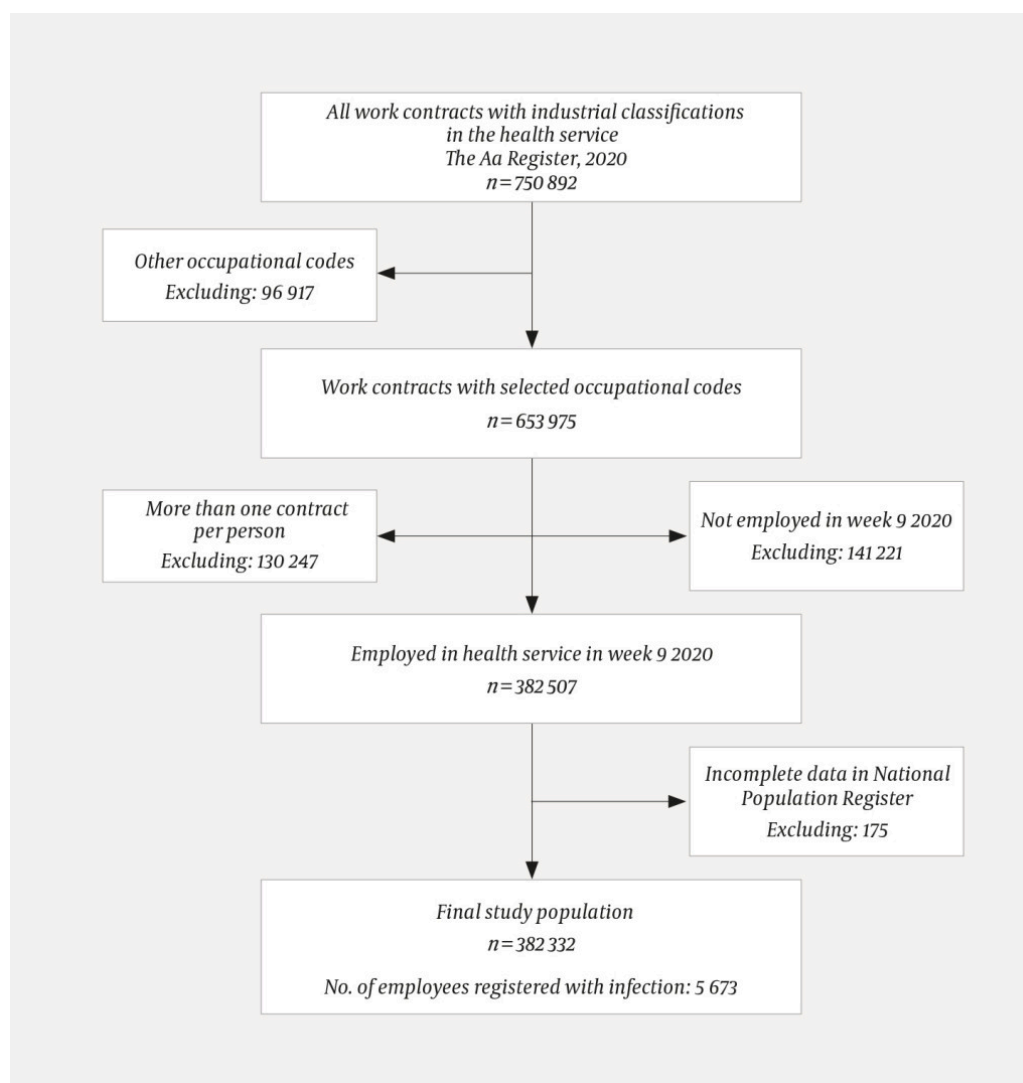 All work contracts with industrial classifications
in the health service
The Aa Register, 2020
n=750 892
Other occupational codes
Excluding: 96 917
Work contracts with selected occupational codes
n=653 975
More than one contract
per person
Excluding: 130 247
Not employed in week 9 2020
Excluding: 141 221
Employed in health service in week 9 2020
n=382 507
Incomplete data in National
Population Register
Excluding: 175
Final study population
n=382 332
No. of employees registered with infection: 5 673